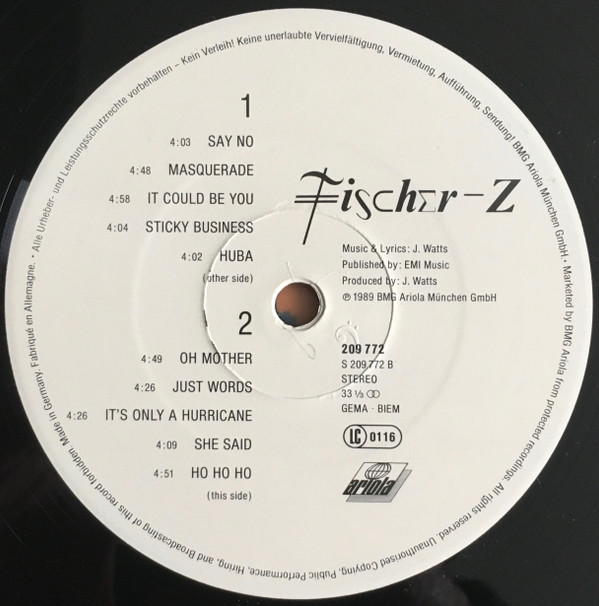 • Alle Urheber- und Leistungsschutzrechte vorbehalten – Kein Verleih! Keine unerlaubte Vervielfältigung, Vermietung, Aufführung, Sendung! BMG Ariola München GmbH. • Marketed by BMG Ariola from protected recordings. All rights reserved. Unauthorised Copying, Public Performance, Hiring, and Broadcasting of this record forbidden. Made in Germany. Fabriqué en Allemagne.
1
4:03 SAY NO
4:48 MASQUERADE
4:58 IT COULD BE YOU
4:04 STICKY BUSINESS
4:02 HUBA
(other side)
2
4:49 OH MOTHER
4:26 JUST WORDS
4:26 IT'S ONLY A HURRICANE
4:09 SHE SAID
4:51 HO HO HO
(this side)
Fischer-Z
Music & Lyrics: J. Watts
Published by: EMI Music
Produced by: J. Watts
℗ 1989 BMG Ariola München GmbH
209 772
S 209 772 B
STEREO
33 ⅓
GEMA · BIEM
LC 0116
ariola